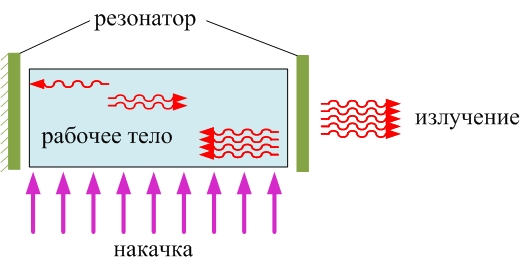 резонатор
рабочее тело
излучение
накачка